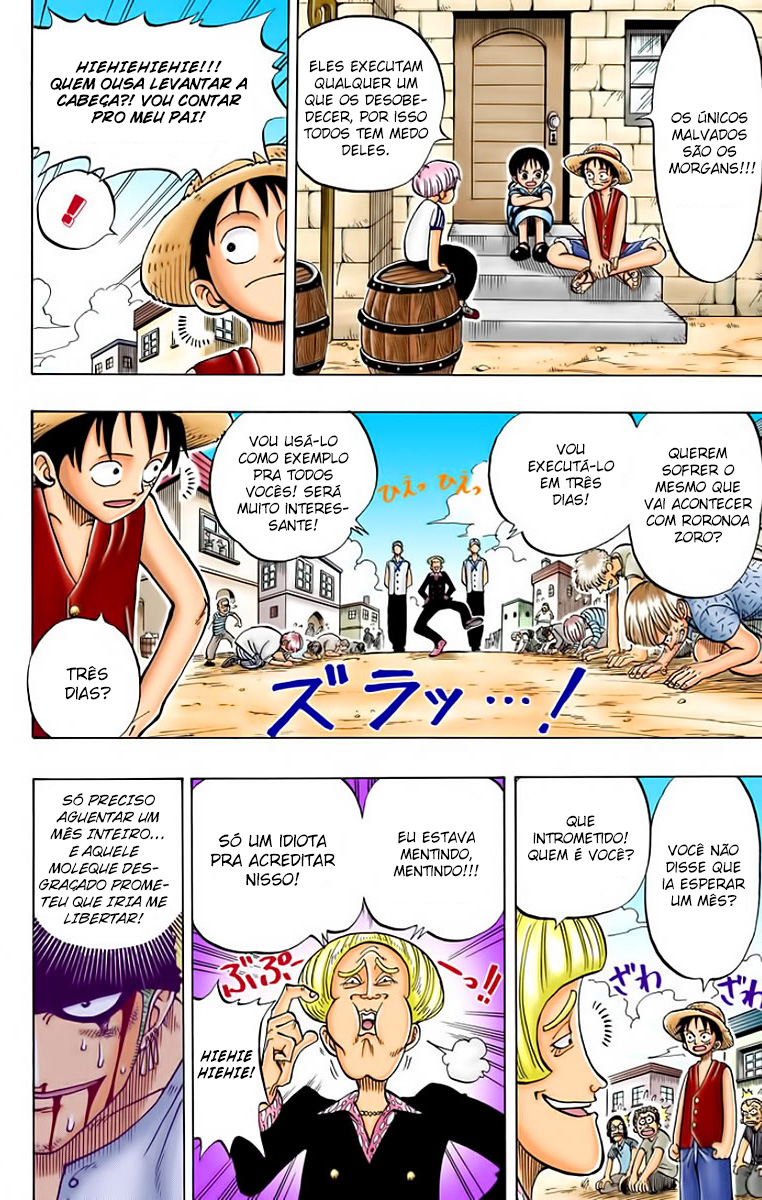 OS ÚNICOS
MALVADOS
SÃO OS
MORGANS!!!
ELES EXECUTAM
QUALQUER UM
QUE OS DESOBE-
DECER, POR ISSO
TODOS TEM MEDO
DELES.
HIEHIEHIEHIE!!!
QUEM OUSA LEVANTAR A
CABEÇA?! VOU CONTAR
PRO MEU PAI!
!
QUEREM
SOFRER O
MESMO QUE
VAI ACONTECER
COM RORONOA
ZORO?
VOU
EXECUTÁ-LO
EM TRÊS
DIAS!
ひえっ ひえっ
VOU USÁ-LO
COMO EXEMPLO
PRA TODOS
VOCÊS! SERÁ
MUITO INTERES-
SANTE!
TRÊS
DIAS?
ズラッ…!
VOCÊ NÃO
DISSE QUE
IA ESPERAR
UM MÊS?
QUE
INTROMETIDO!
QUEM É VOCÊ?
ざわ
ざわ
EU ESTAVA
MENTINDO,
MENTINDO!!!
SÓ UM IDIOTA
PRA ACREDITAR
NISSO!
ぶぷーーっ!!
HIEHIE
HIEHIE!
SÓ PRECISO
AGUENTAR UM
MÊS INTEIRO...
E AQUELE
MOLEQUE DES-
GRAÇADO PROME-
TEU QUE IRIA ME
LIBERTAR!